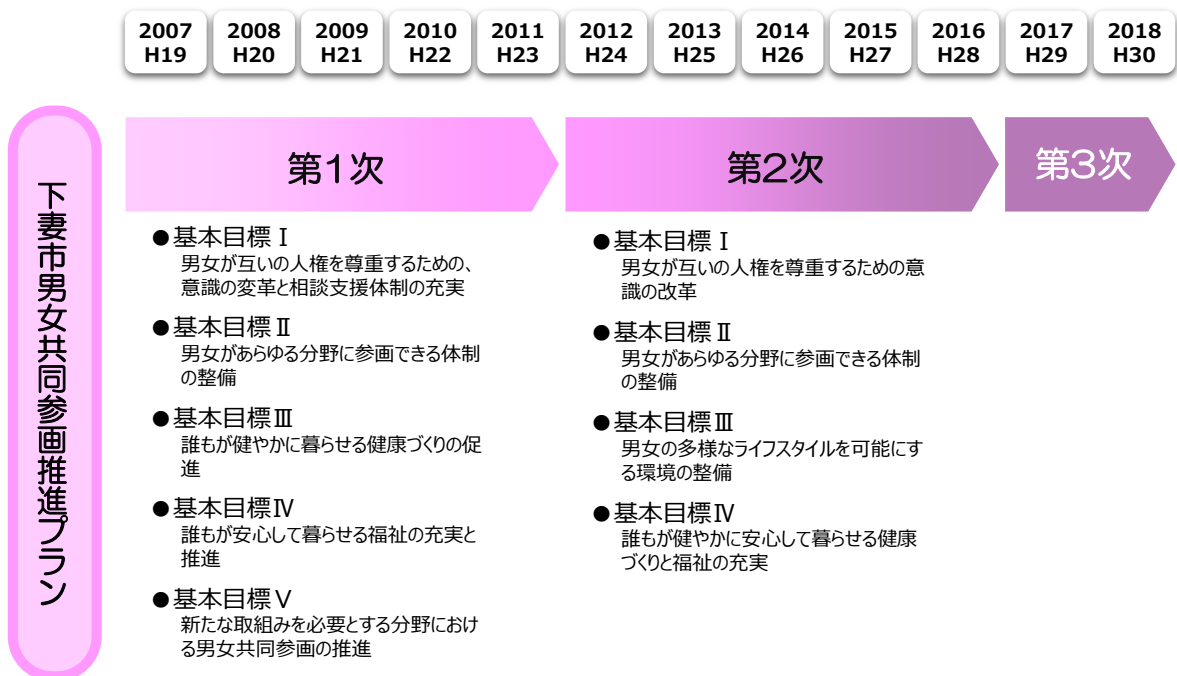 2007
H19
2008
H20
2009
H21
2010
H22
2011
H23
2012
H24
2013
H25
2014
H26
2015
H27
2016
H28
2017
H29
2018
H30
下妻市男女共同参画推進プラン
第1次
●基本目標Ⅰ
男女が互いの人権を尊重するための、
意識の変革と相談支援体制の充実
●基本目標Ⅱ
男女があらゆる分野に参画できる体制
の整備
●基本目標Ⅲ
誰もが健やかに暮らせる健康づくりの促
進
●基本目標Ⅳ
誰もが安心して暮らせる福祉の充実と
推進
●基本目標Ⅴ
新たな取組みを必要とする分野におけ
る男女共同参画の推進
第2次
●基本目標Ⅰ
男女が互いの人権を尊重するための意
識の改革
●基本目標Ⅱ
男女があらゆる分野に参画できる体制
の整備
●基本目標Ⅲ
男女の多様なライフスタイルを可能にす
る環境の整備
●基本目標Ⅳ
誰もが健やかに安心して暮らせる健康
づくりと福祉の充実
第3次